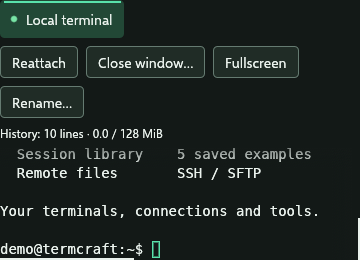 Local terminal
Reattach Close window... Fullscreen
Rename...
History: 10 lines · 0.0 / 128 MiB
Session library 5 saved examples
Remote files SSH / SFTP
Your terminals, connections and tools.
demo@termcraft:~$